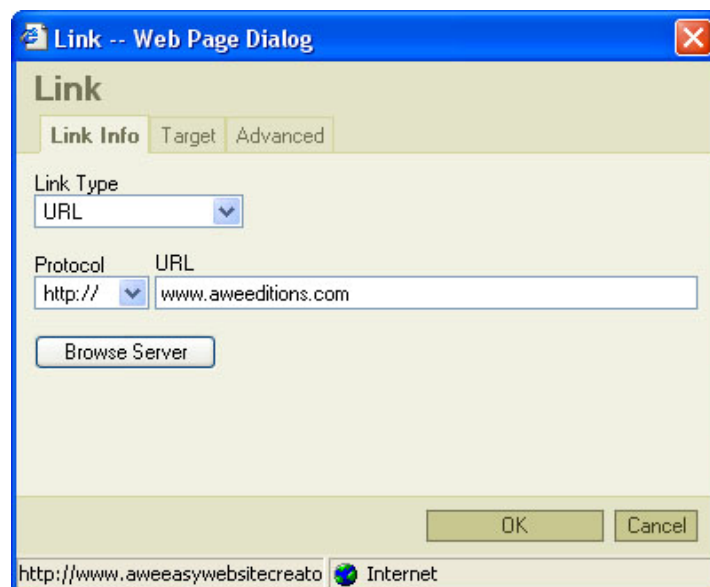 Link -- Web Page Dialog
Link
Link Info Target Advanced
Link Type
URL
Protocol URL
http:// www.aweeditions.com
Browse Server
OK Cancel
http://www.aweeasywebsitecreato Internet